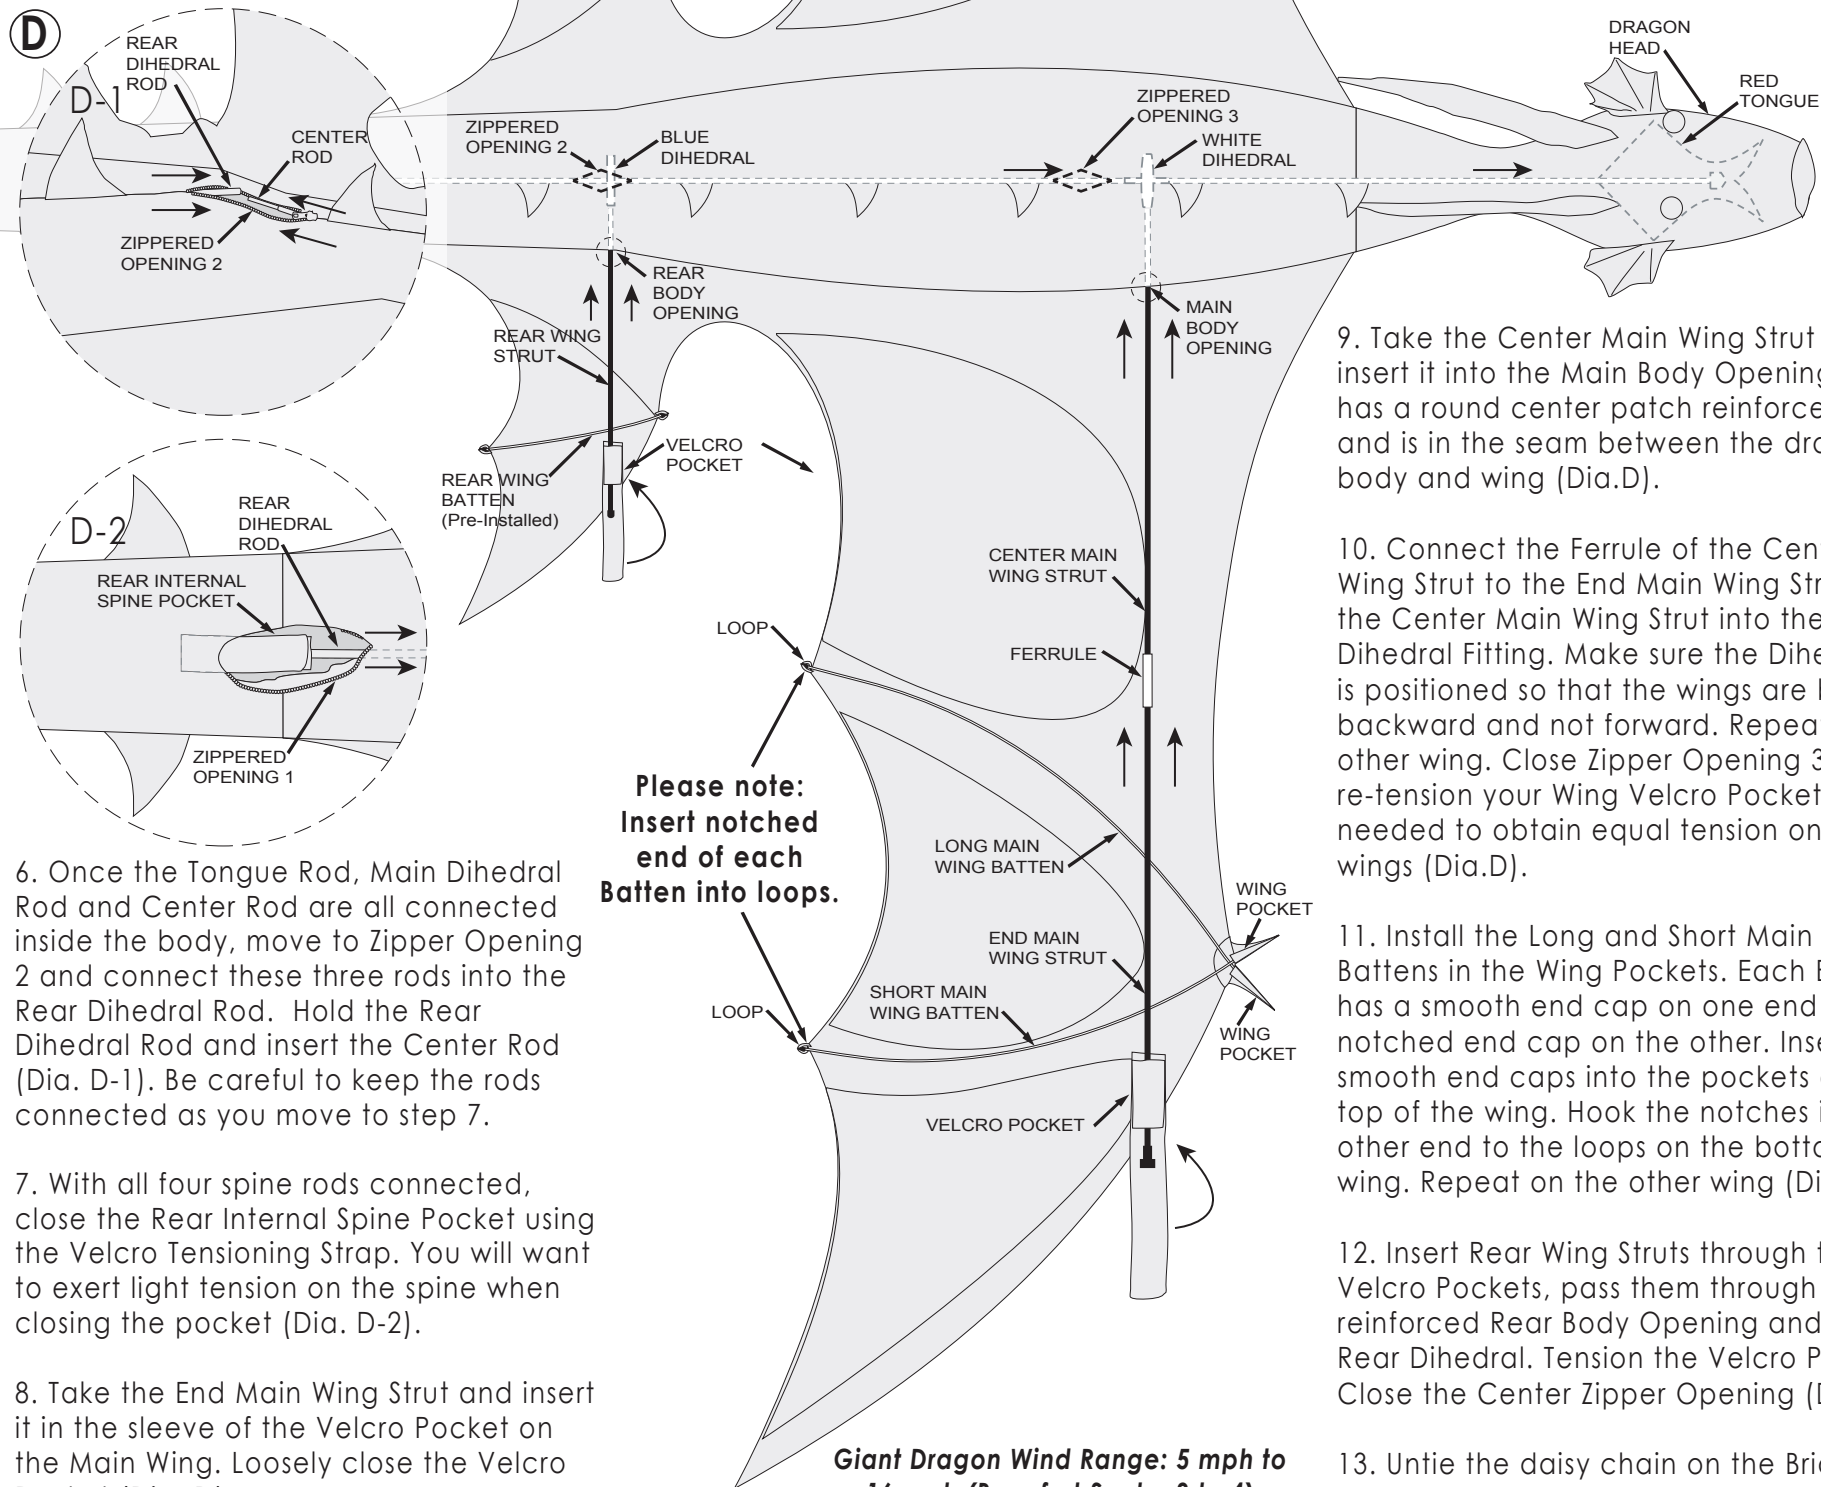 D
REAR
DIHEDRAL
ROD
D-1
CENTER
ROD
ZIPPERED
OPENING 2
ZIPPERED
OPENING 2
BLUE
DIHEDRAL
ZIPPERED
OPENING 3
WHITE
DIHEDRAL
DRAGON
HEAD
RED
TONGUE
REAR
BODY
OPENING
REAR WING
STRUT
MAIN
BODY
OPENING
VELCRO
POCKET
REAR WING
BATTEN
(Pre-Installed)
D-2
REAR
DIHEDRAL
ROD
REAR INTERNAL
SPINE POCKET
ZIPPERED
OPENING 1
CENTER MAIN
WING STRUT
LOOP
FERRULE
Please note:
Insert notched
end of each
Batten into loops.
LONG MAIN
WING BATTEN
WING
POCKET
END MAIN
WING STRUT
SHORT MAIN
WING BATTEN
LOOP
WING
POCKET
VELCRO POCKET
6. Once the Tongue Rod, Main Dihedral
Rod and Center Rod are all connected
inside the body, move to Zipper Opening
2 and connect these three rods into the
Rear Dihedral Rod. Hold the Rear
Dihedral Rod and insert the Center Rod
(Dia. D-1). Be careful to keep the rods
connected as you move to step 7.
7. With all four spine rods connected,
close the Rear Internal Spine Pocket using
the Velcro Tensioning Strap. You will want
to exert light tension on the spine when
closing the pocket (Dia. D-2).
8. Take the End Main Wing Strut and insert
it in the sleeve of the Velcro Pocket on
the Main Wing. Loosely close the Velcro
Giant Dragon Wind Range: 5 mph to
9. Take the Center Main Wing Strut
insert it into the Main Body Opening
has a round center patch
and is in the seam between the
body and wing (Dia.D).
10. Connect the Ferrule of the
Wing Strut to the End Main Wing
the Center Main Wing Strut into the
Dihedral Fitting. Make sure the
is positioned so that the wings are
backward and not forward.
other wing. Close Zipper Opening 3
re-tension your Wing Velcro Pocket
needed to obtain equal tension on
wings (Dia.D).
11. Install the Long and Short Main
Battens in the Wing Pockets. Each
has a smooth end cap on one end
notched end cap on the other.
smooth end caps into the pockets
top of the wing. Hook the notches
other end to the loops on the
wing. Repeat on the other wing
12. Insert Rear Wing Struts through
Velcro Pockets, pass them through
reinforced Rear Body Opening and
Rear Dihedral. Tension the Velcro
Close the Center Zipper Opening
13. Untie the daisy chain on the